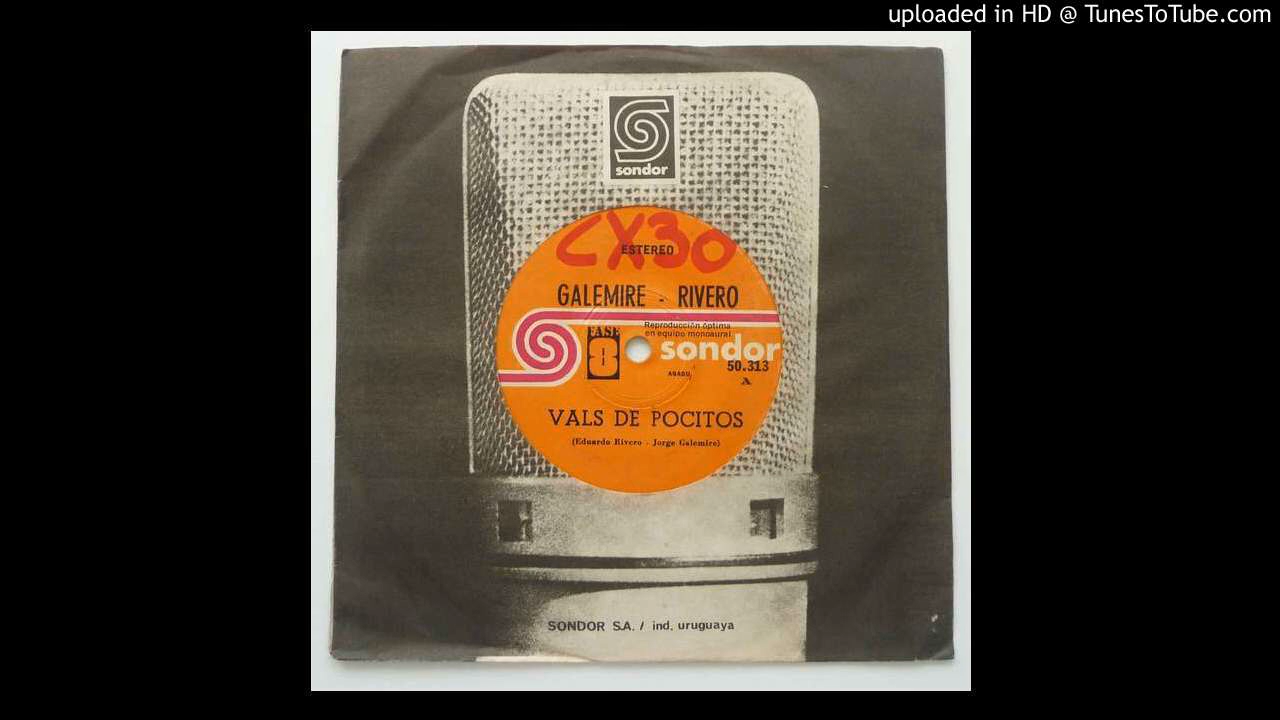 uploaded in HD @ TunesToTube.com
sondor
CX30
ESTEREO
GALEMIRE - RIVERO
Reproducción óptima
en equipo monoaural
FASE
8
sondor
50.313
AGADU
A
VALS DE POCITOS
(Eduardo Rivero - Jorge Galemire)
SONDOR S.A. / ind. uruguaya